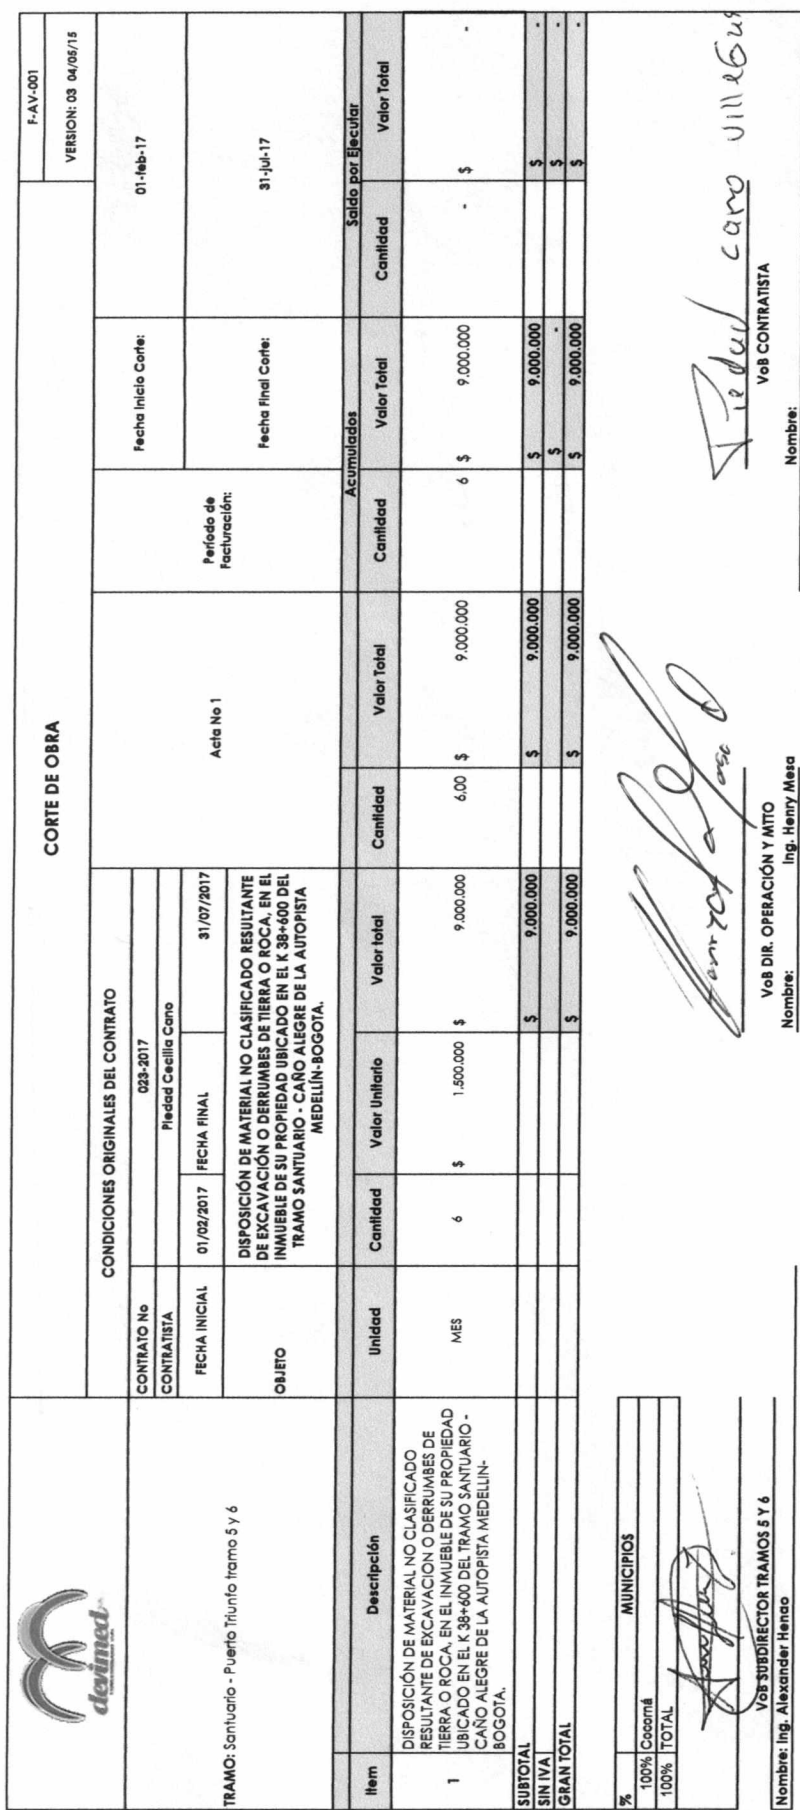 devimed
CORTE DE OBRA
F-AV-001
VERSION: 03 04/05/15
TRAMO: Santuario - Puerto Triunfo tramo 5 y 6
CONDICIONES ORIGINALES DEL CONTRATO
CONTRATO No 023-2017
CONTRATISTA Piedad Cecilia Cano
FECHA INICIAL 01/02/2017 FECHA FINAL 31/07/2017
OBJETO
DISPOSICIÓN DE MATERIAL NO CLASIFICADO RESULTANTE
DE EXCAVACIÓN O DERRUMBES DE TIERRA O ROCA, EN EL
INMUEBLE DE SU PROPIEDAD UBICADO EN EL K 38+600 DEL
TRAMO SANTUARIO - CAÑO ALEGRE DE LA AUTOPISTA
MEDELLÍN-BOGOTA.
Acta No 1
Período de
Facturación:
Fecha Inicio Corte: 01-feb-17
Fecha Final Corte: 31-jul-17
Acumulados Saldo por Ejecutar
Item Descripción Unidad Cantidad Valor Unitario Valor total Cantidad Valor Total Cantidad Valor Total Cantidad Valor Total
1
DISPOSICIÓN DE MATERIAL NO CLASIFICADO
RESULTANTE DE EXCAVACION O DERRUMBES DE
TIERRA O ROCA, EN EL INMUEBLE DE SU PROPIEDAD
UBICADO EN EL K 38+600 DEL TRAMO SANTUARIO -
CAÑO ALEGRE DE LA AUTOPISTA MEDELLIN-
BOGOTA.
MES 6 $ 1.500.000 $ 9.000.000 6,00 $ 9.000.000 6 $ 9.000.000 - $ -
SUBTOTAL $ 9.000.000 $ 9.000.000 $ 9.000.000 $ -
SIN IVA $ - $ -
GRAN TOTAL $ 9.000.000 $ 9.000.000 $ 9.000.000 $ -
% MUNICIPIOS
100% Cocorná
100% TOTAL
VoB SUBDIRECTOR TRAMOS 5 Y 6
Nombre: Ing. Alexander Henao
VoB DIR. OPERACIÓN Y MTTO
Nombre: Ing. Henry Mesa
Piedad Cano Villegas
VoB CONTRATISTA
Nombre: